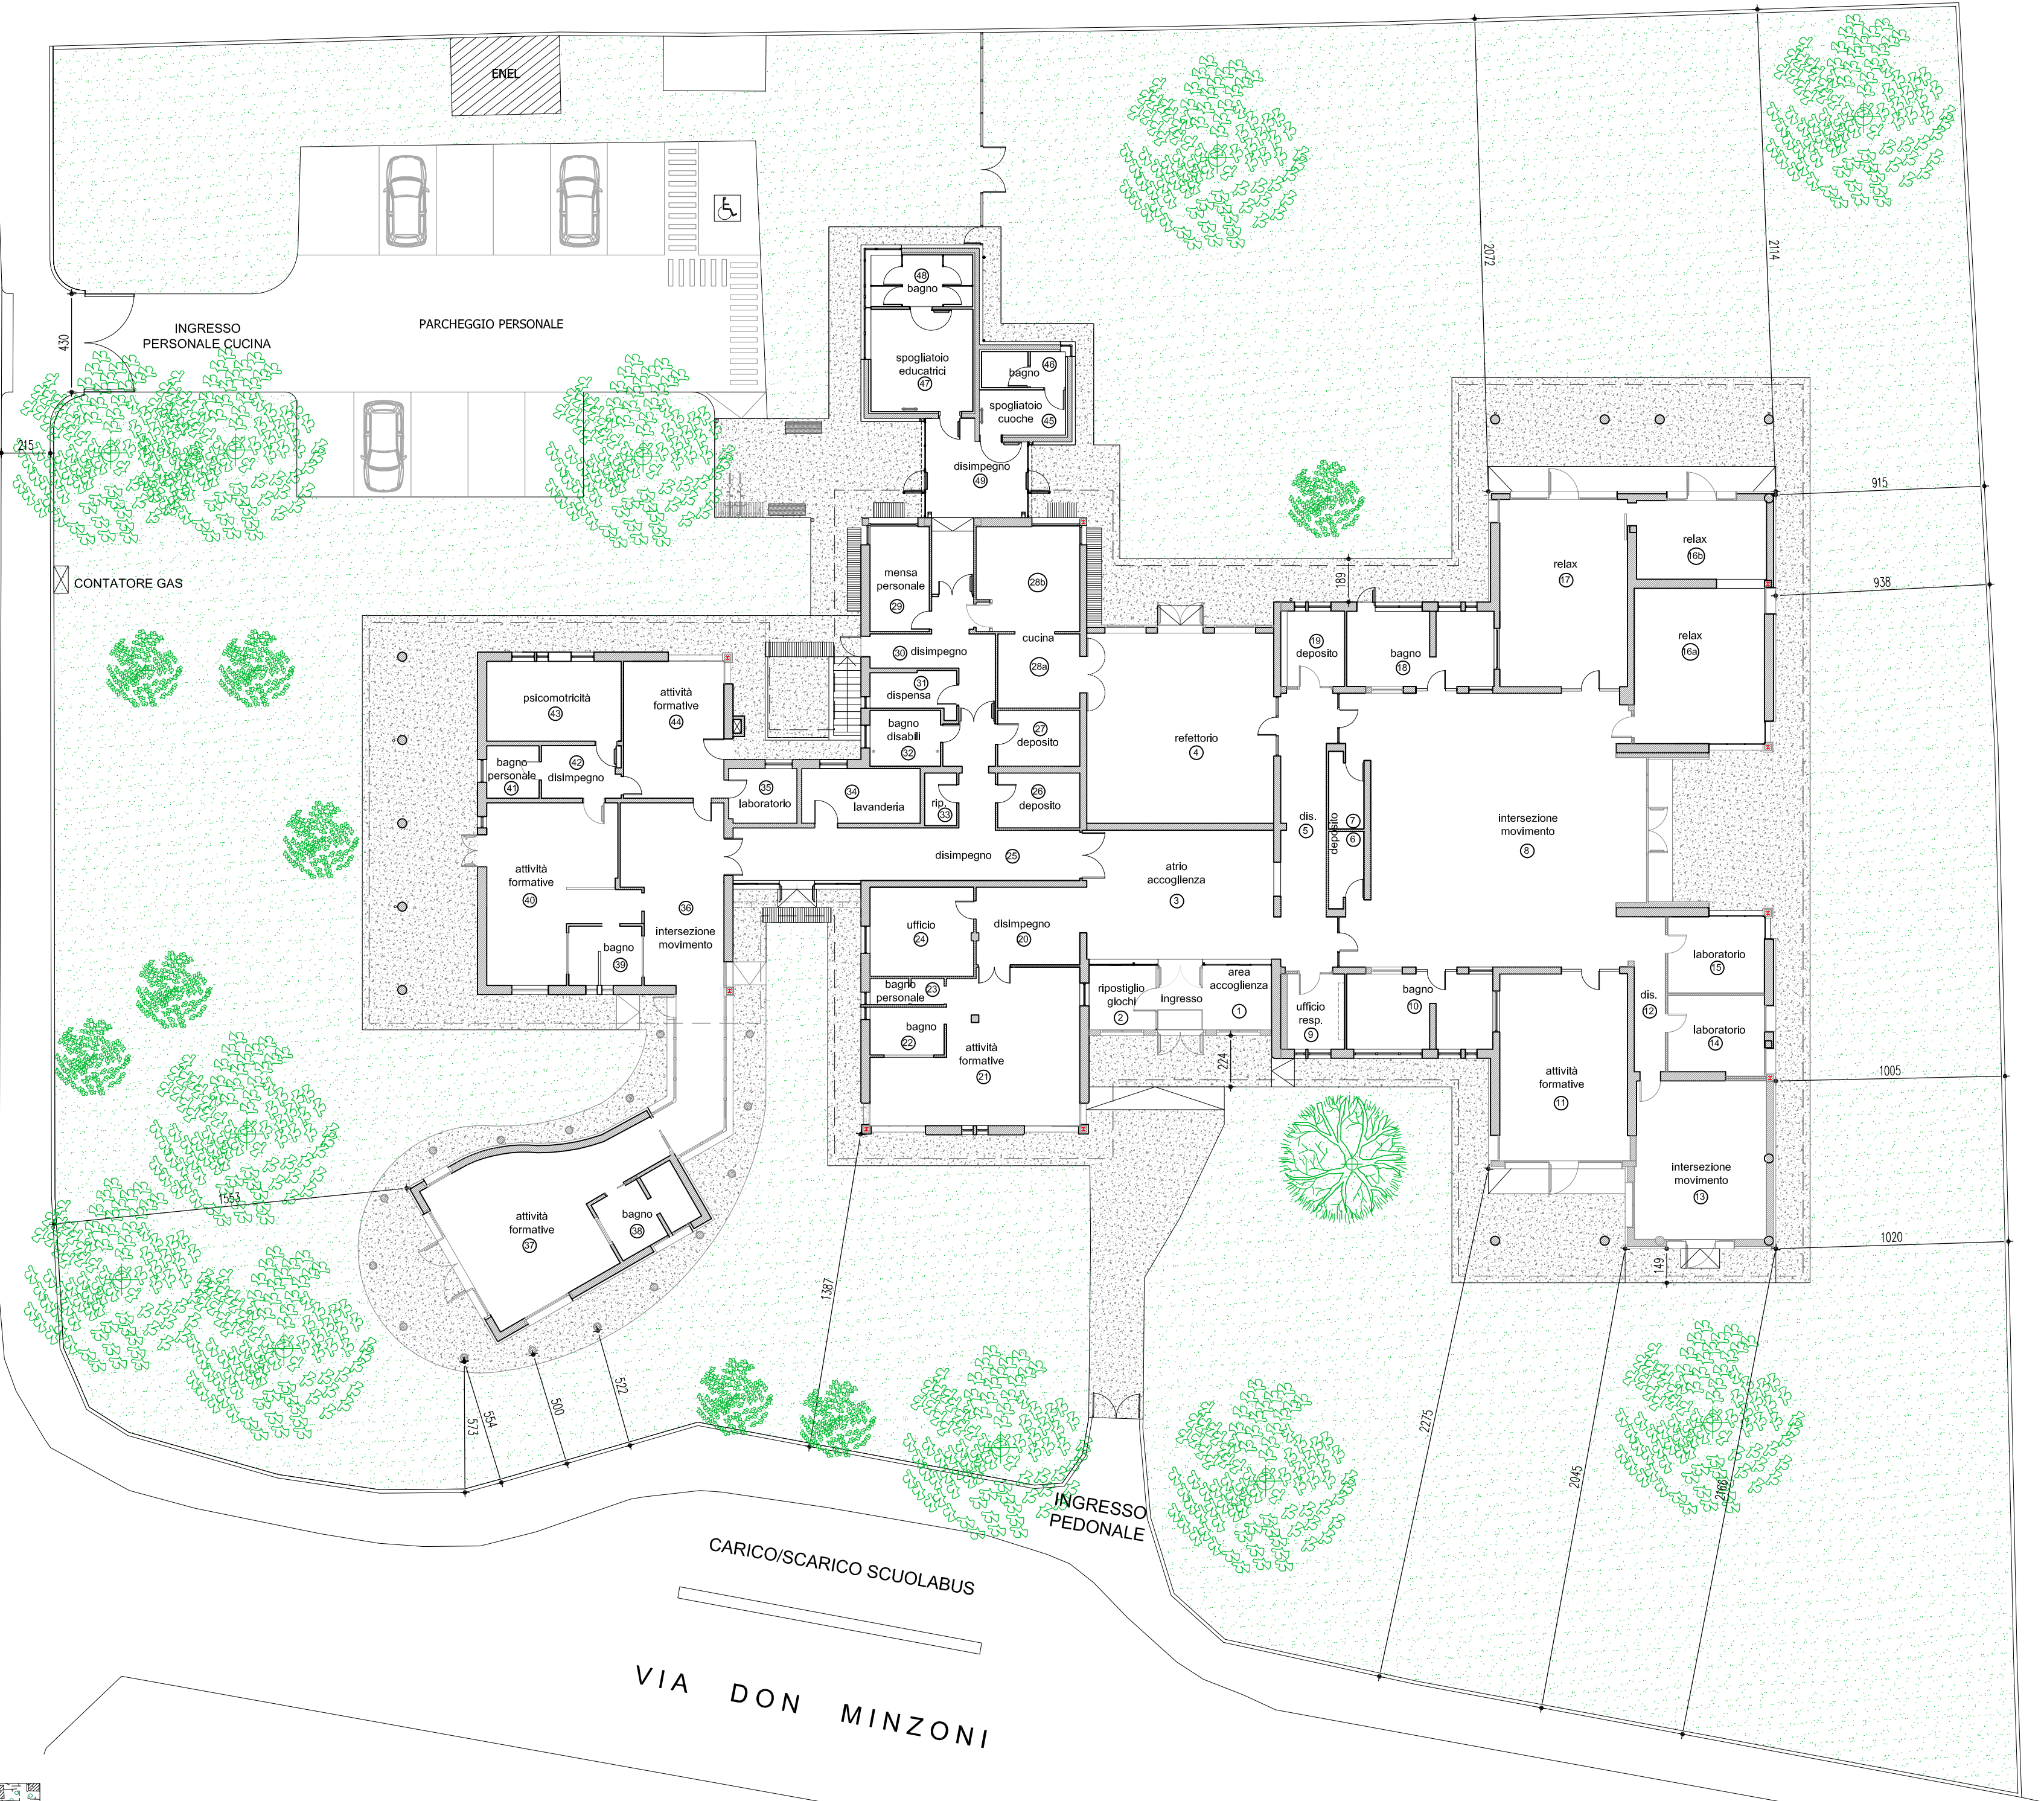 ENEL
2072
2114
48
bagno
INGRESSO
PERSONALE CUCINA
PARCHEGGIO PERSONALE
430
spogliatoio
educatrici
47
46
bagno
spogliatoio
cuoche
45
215
disimpegno
49
915
relax
16b
relax
17
mensa
personale
29
28b
CONTATORE GAS
189
938
cucina
28a
30
disimpegno
19
deposito
bagno
18
relax
16a
31
dispensa
psicomotricità
43
attività
formative
44
bagno
disabili
32
27
deposito
refettorio
4
bagno
personale
41
42
disimpegno
35
laboratorio
34
lavanderia
rip.
33
26
deposito
dis.
5
deposito
7
6
intersezione
movimento
8
disimpegno
25
atrio
accoglienza
3
attività
formative
40
36
intersezione
movimento
ufficio
24
disimpegno
20
bagno
39
laboratorio
15
bagno
personale
23
ripostiglio
giochi
2
ingresso
area
accoglienza
1
ufficio
resp.
9
bagno
10
dis.
12
bagno
22
laboratorio
14
attività
formative
21
224
attività
formative
11
1005
intersezione
movimento
13
1553
attività
formative
37
bagno
38
1020
149
1387
522
500
554
573
2275
2045
2166
INGRESSO
PEDONALE
CARICO/SCARICO SCUOLABUS
VIA DON MINZONI